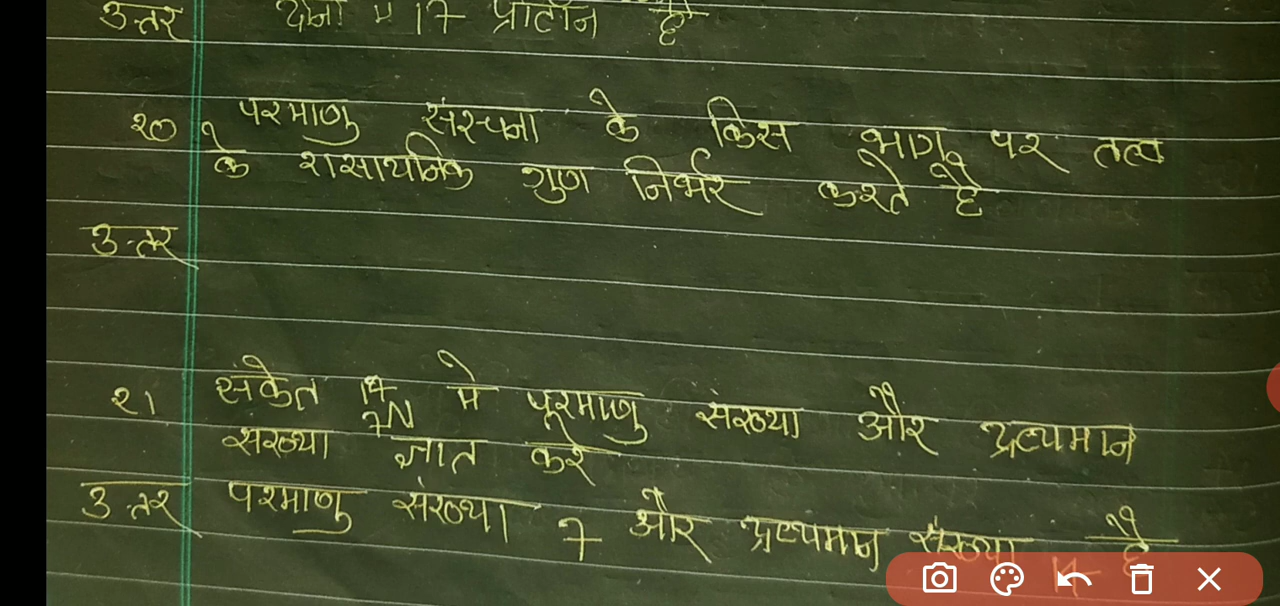 उत्तर दोनो मे 17 प्रोटॉन है
२० परमाणु संरचना के किस भाग पर तत्व
के रासायनिक गुण निर्भर करते है
उत्तर
२१ संकेत ¹⁴₇N मे परमाणु संख्या और द्रव्यमान
संख्या ज्ञात करे
उत्तर परमाणु संख्या 7 और द्रव्यमान संख्या 14 है